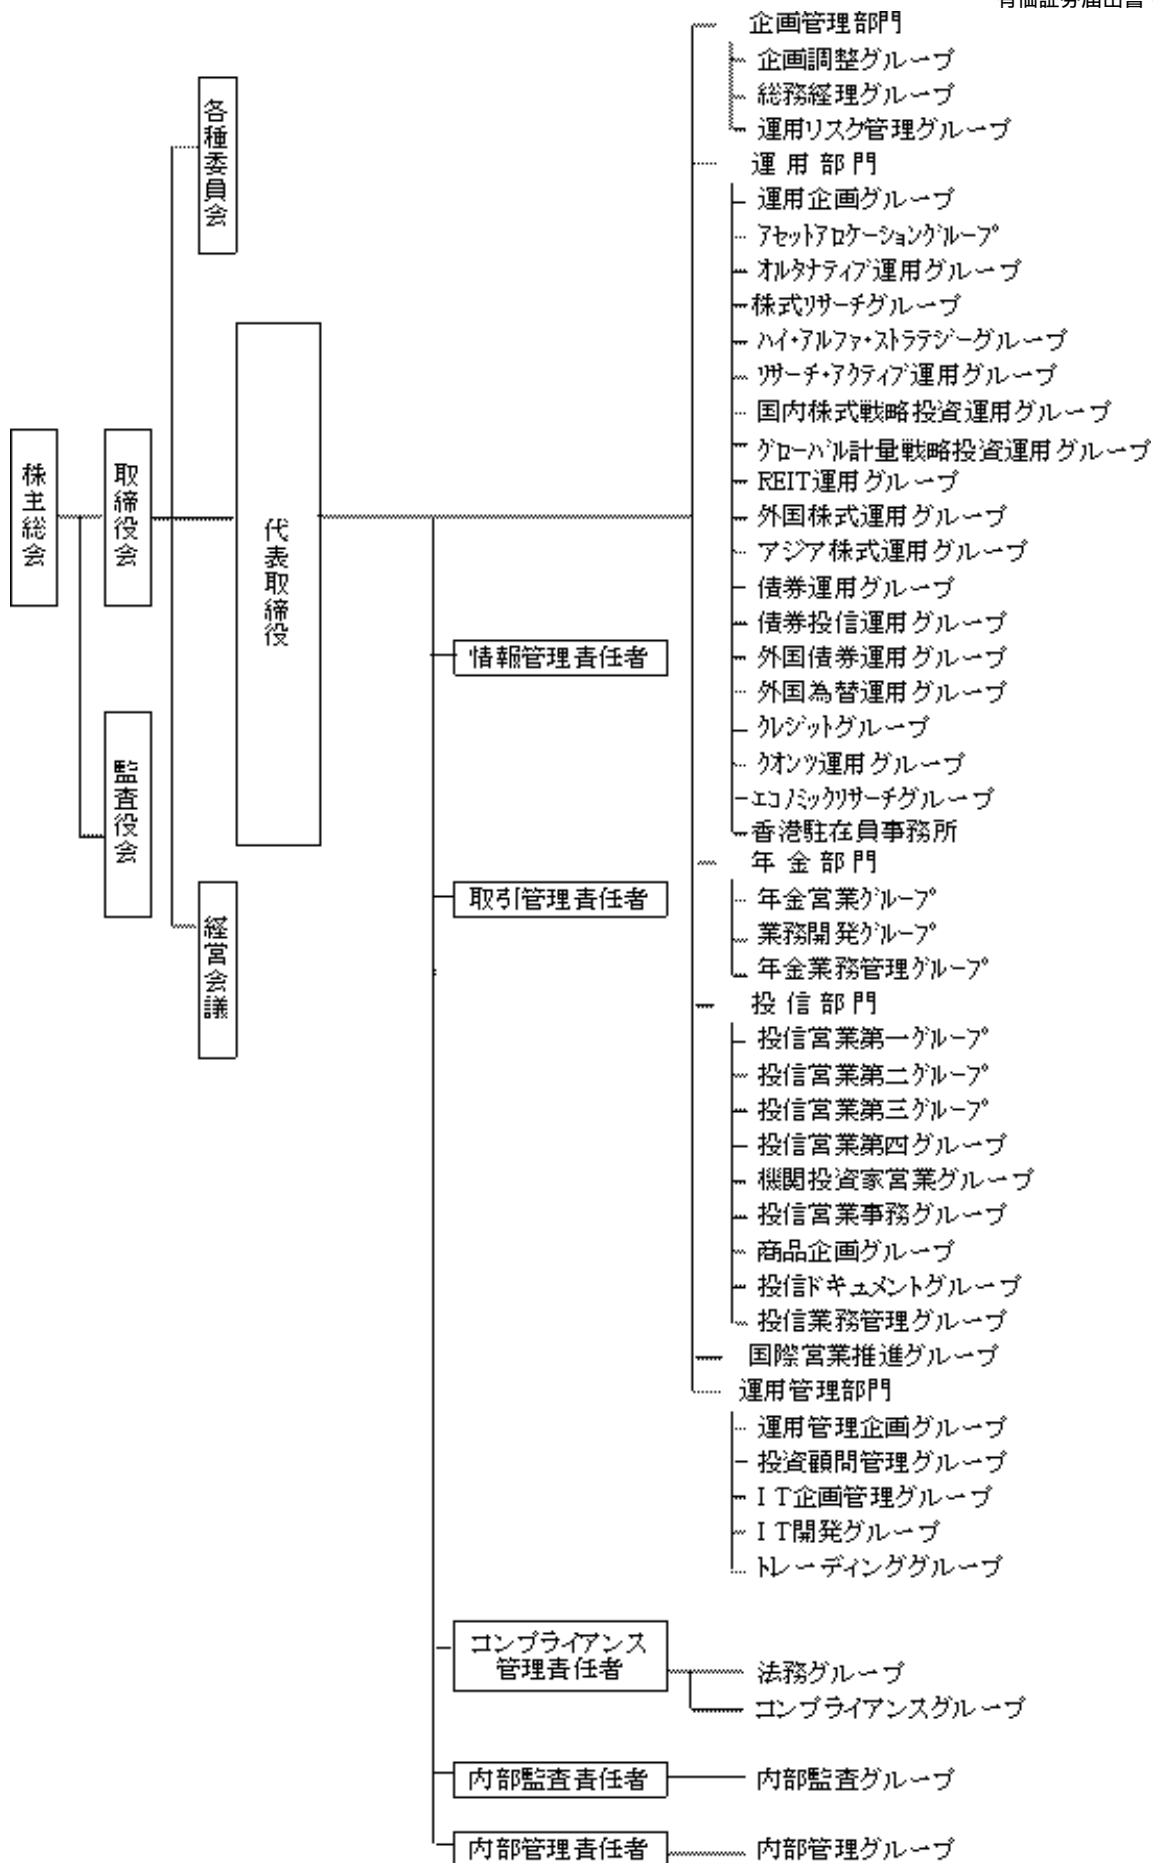 企画管理部門
企画調整グループ
総務経理グループ
運用リスク管理グループ
運用部門
運用企画グループ
アセットアロケーショングループ
オルタナティブ運用グループ
株式リサーチグループ
ハイ・アルファ・ストラテジーグループ
リサーチ・アクティブ運用グループ
国内株式戦略投資運用グループ
グローバル計量戦略投資運用グループ
REIT運用グループ
外国株式運用グループ
アジア株式運用グループ
債券運用グループ
債券投信運用グループ
外国債券運用グループ
外国為替運用グループ
クレジットグループ
クオンツ運用グループ
エコノミックリサーチグループ
香港駐在員事務所
年金部門
年金営業グループ
業務開発グループ
年金業務管理グループ
投信部門
投信営業第一グループ
投信営業第二グループ
投信営業第三グループ
投信営業第四グループ
機関投資家営業グループ
投信営業事務グループ
商品企画グループ
投信ドキュメントグループ
投信業務管理グループ
国際営業推進グループ
運用管理部門
運用管理企画グループ
投資顧問管理グループ
IT企画管理グループ
IT開発グループ
トレーディンググループ
各種委員会
株主総会
取締役会
代表取締役
監査役会
経営会議
情報管理責任者
取引管理責任者
コンプライアンス
管理責任者
法務グループ
コンプライアンスグループ
内部監査責任者
内部監査グループ
内部管理責任者
内部管理グループ